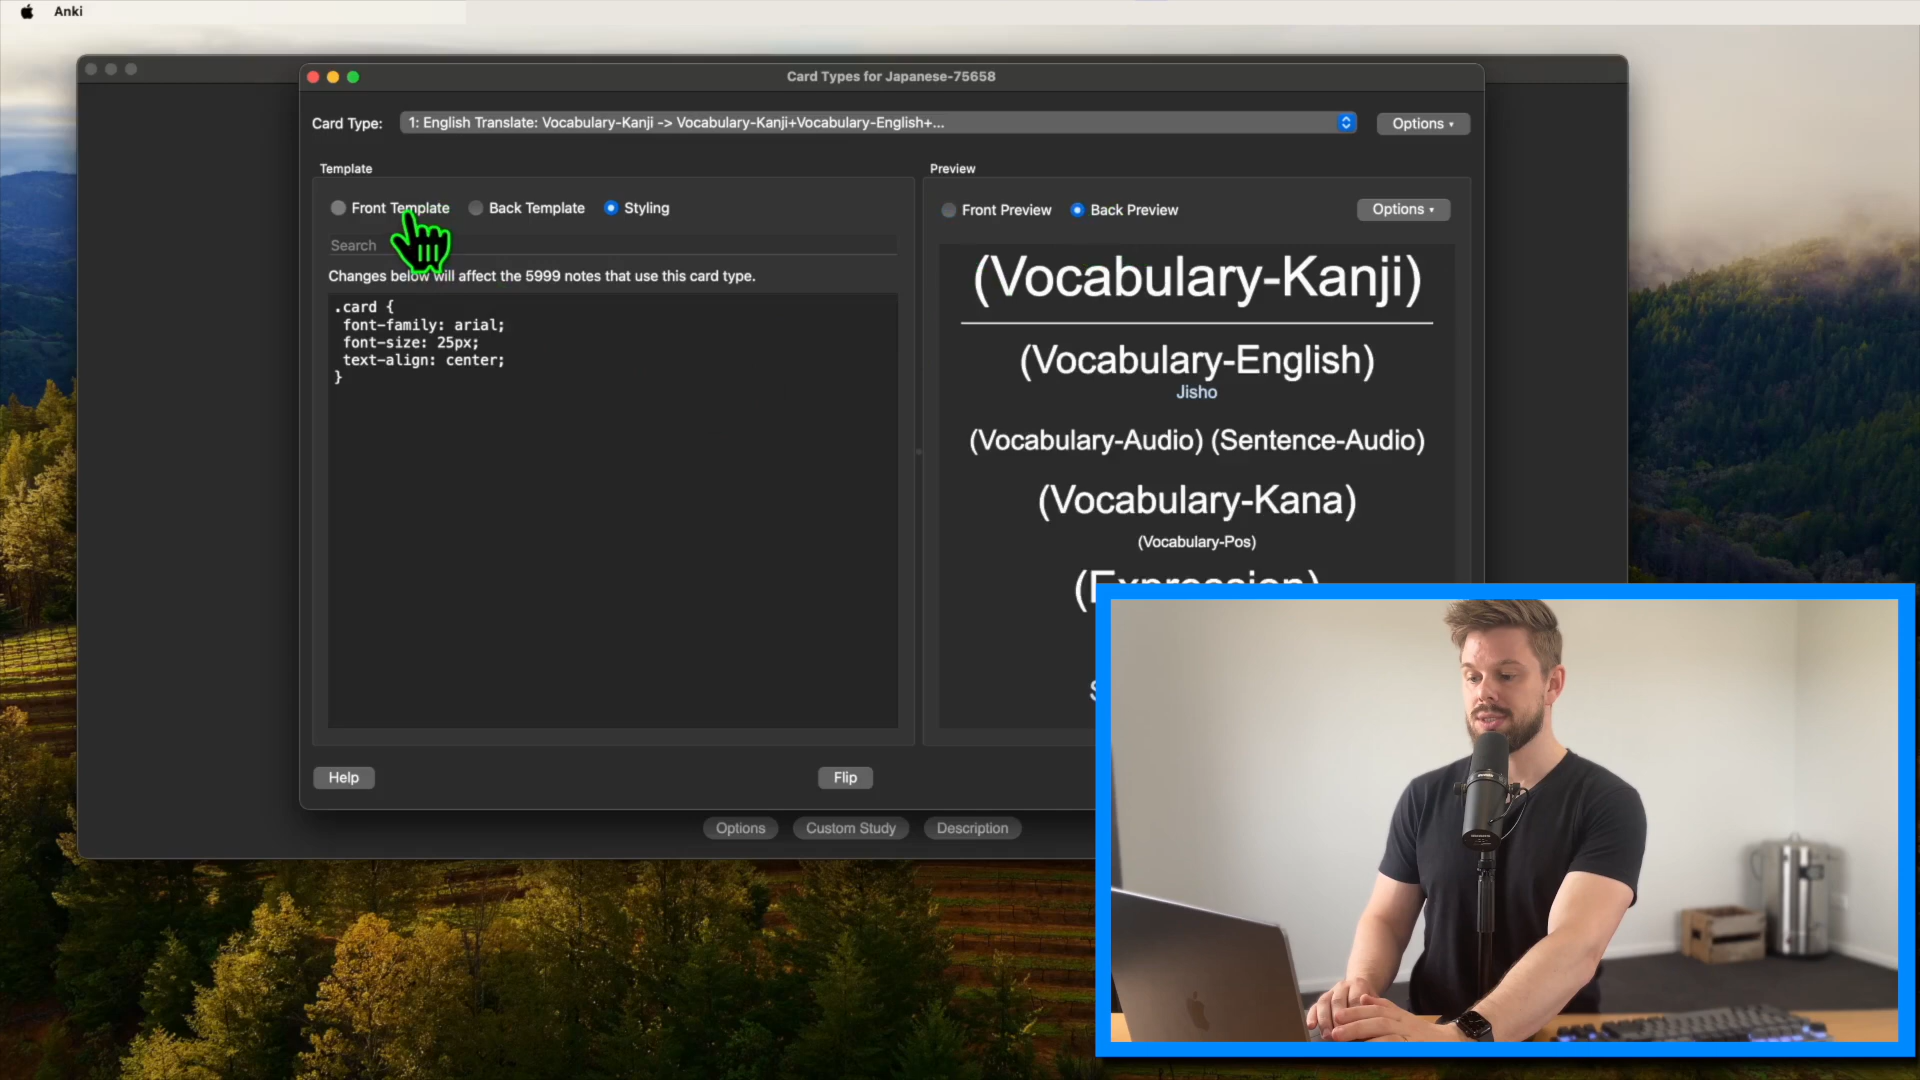 Anki
Card Types for Japanese-75658
Card Type: 1: English Translate: Vocabulary-Kanji -> Vocabulary-Kanji+Vocabulary-English+... Options
Template Preview
Front Template Back Template Styling
Front Preview Back Preview Options
Search
Changes below will affect the 5999 notes that use this card type.
.card {
font-family: arial;
font-size: 25px;
text-align: center;
}
(Vocabulary-Kanji)
(Vocabulary-English)
Jisho
(Vocabulary-Audio) (Sentence-Audio)
(Vocabulary-Kana)
(Vocabulary-Pos)
(Expression)
Help Flip
Options Custom Study Description